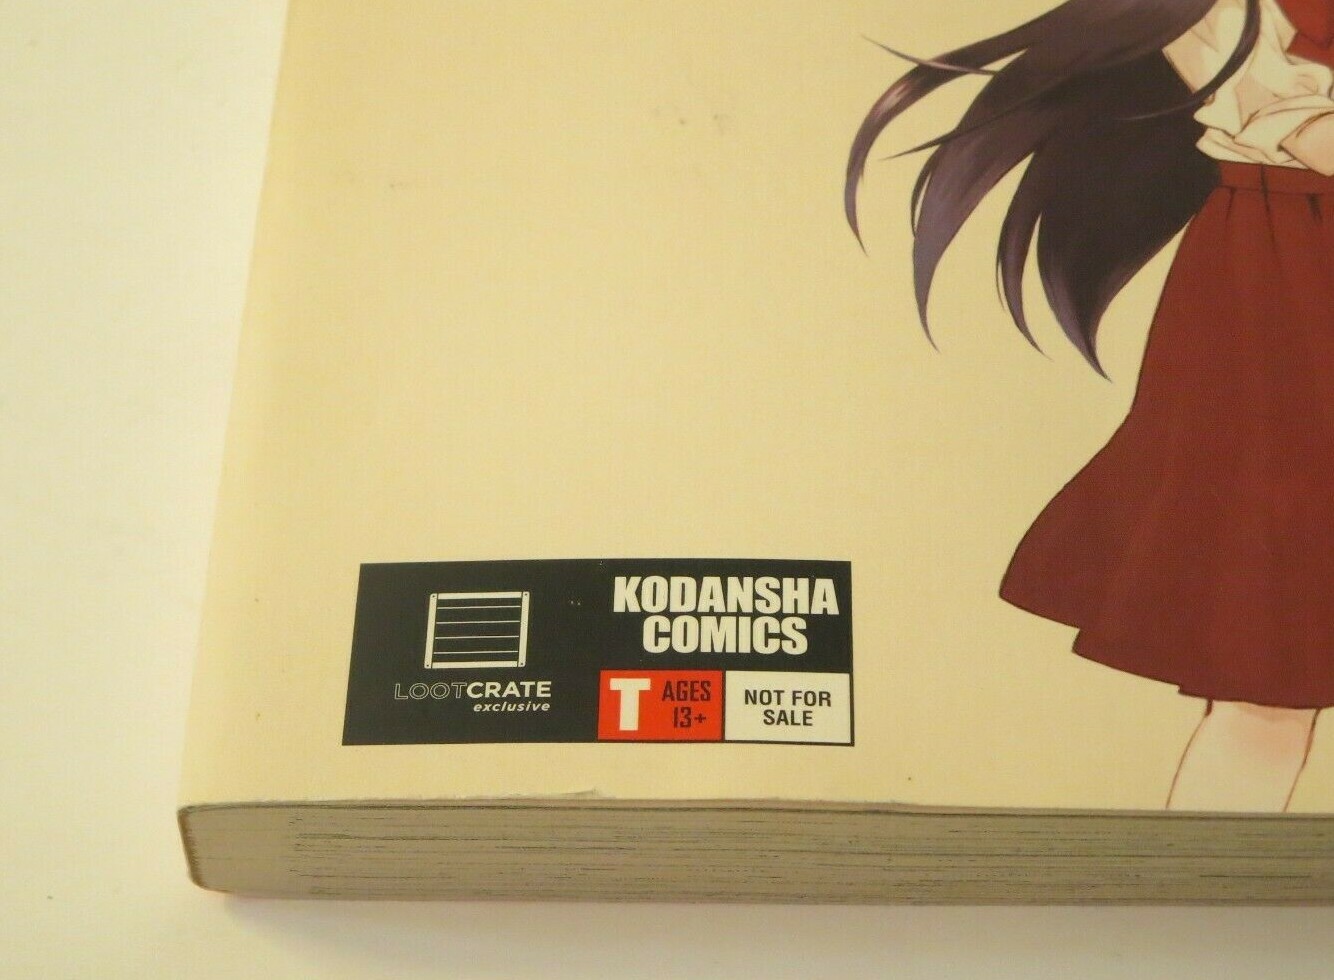 KODANSHA
COMICS
LOOTCRATE
exclusive
T
AGES
13+
NOT FOR
SALE